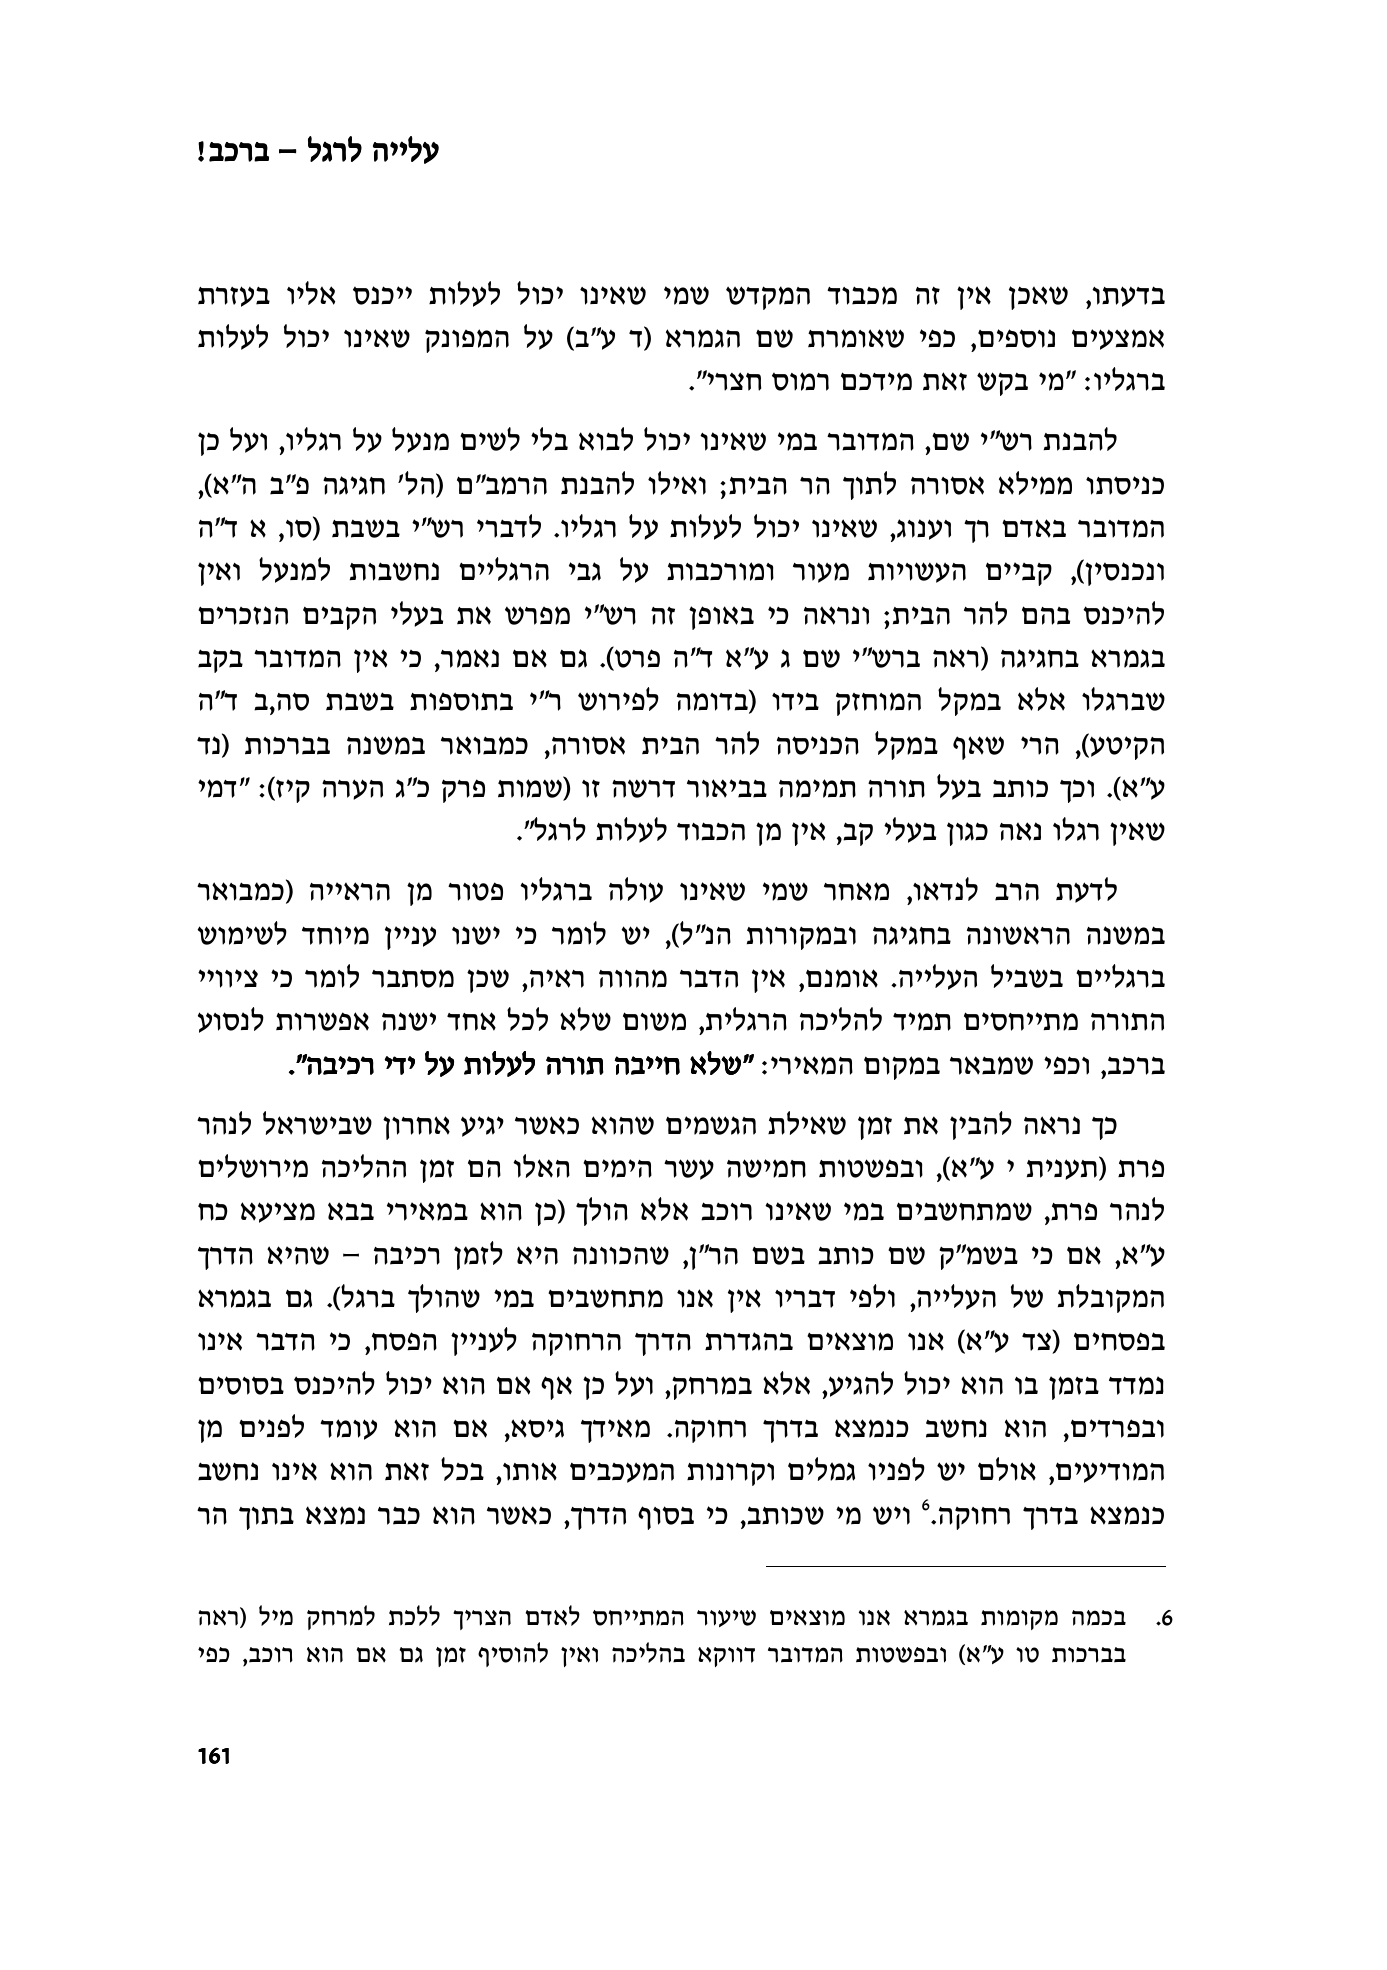 עלייה לרגל – ברכב!
בדעתו, שאכן אין זה מכבוד המקדש שמי שאינו יכול לעלות ייכנס אליו בעזרת
אמצעים נוספים, כפי שאומרת שם הגמרא (ד ע"ב) על המפונק שאינו יכול לעלות
ברגליו: "מי בקש זאת מידכם רמוס חצרי".
להבנת רש"י שם, המדובר במי שאינו יכול לבוא בלי לשים מנעל על רגליו, ועל כן
כניסתו ממילא אסורה לתוך הר הבית; ואילו להבנת הרמב"ם (הל' חגיגה פ"ב ה"א),
המדובר באדם רך וענוג, שאינו יכול לעלות על רגליו. לדברי רש"י בשבת (סו, א ד"ה
ונכנסין), קביים העשויות מעור ומורכבות על גבי הרגליים נחשבות למנעל ואין
להיכנס בהם להר הבית; ונראה כי באופן זה רש"י מפרש את בעלי הקבים הנזכרים
בגמרא בחגיגה (ראה ברש"י שם ג ע"א ד"ה פרט). גם אם נאמר, כי אין המדובר בקב
שברגלו אלא במקל המוחזק בידו (בדומה לפירוש ר"י בתוספות בשבת סה,ב ד"ה
הקיטע), הרי שאף במקל הכניסה להר הבית אסורה, כמבואר במשנה בברכות (נד
ע"א). וכך כותב בעל תורה תמימה בביאור דרשה זו (שמות פרק כ"ג הערה קיז): "דמי
שאין רגלו נאה כגון בעלי קב, אין מן הכבוד לעלות לרגל".
לדעת הרב לנדאו, מאחר שמי שאינו עולה ברגליו פטור מן הראייה (כמבואר
במשנה הראשונה בחגיגה ובמקורות הנ"ל), יש לומר כי ישנו עניין מיוחד לשימוש
ברגליים בשביל העלייה. אומנם, אין הדבר מהווה ראיה, שכן מסתבר לומר כי ציוויי
התורה מתייחסים תמיד להליכה הרגלית, משום שלא לכל אחד ישנה אפשרות לנסוע
ברכב, וכפי שמבאר במקום המאירי: "שלא חייבה תורה לעלות על ידי רכיבה".
כך נראה להבין את זמן שאילת הגשמים שהוא כאשר יגיע אחרון שבישראל לנהר
פרת (תענית י ע"א), ובפשטות חמישה עשר הימים האלו הם זמן ההליכה מירושלים
לנהר פרת, שמתחשבים במי שאינו רוכב אלא הולך (כן הוא במאירי בבא מציעא כח
ע"א, אם כי בשמ"ק שם כותב בשם הר"ן, שהכוונה היא לזמן רכיבה – שהיא הדרך
המקובלת של העלייה, ולפי דבריו אין אנו מתחשבים במי שהולך ברגל). גם בגמרא
בפסחים (צד ע"א) אנו מוצאים בהגדרת הדרך הרחוקה לעניין הפסח, כי הדבר אינו
נמדד בזמן בו הוא יכול להגיע, אלא במרחק, ועל כן אף אם הוא יכול להיכנס בסוסים
ובפרדים, הוא נחשב כנמצא בדרך רחוקה. מאידך גיסא, אם הוא עומד לפנים מן
המודיעים, אולם יש לפניו גמלים וקרונות המעכבים אותו, בכל זאת הוא אינו נחשב
כנמצא בדרך רחוקה.6 ויש מי שכותב, כי בסוף הדרך, כאשר הוא כבר נמצא בתוך הר
6. בכמה מקומות בגמרא אנו מוצאים שיעור המתייחס לאדם הצריך ללכת למרחק מיל (ראה
בברכות טו ע"א) ובפשטות המדובר דווקא בהליכה ואין להוסיף זמן גם אם הוא רוכב, כפי
161